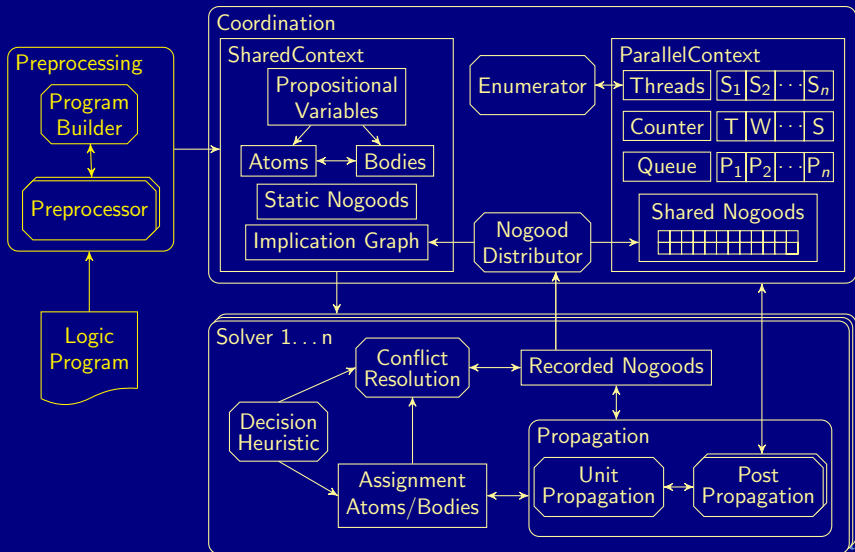 Preprocessing
Program
Builder
Preprocessor
Logic
Program
Coordination
SharedContext
Propositional
Variables
Atoms
Bodies
Static Nogoods
Implication Graph
Enumerator
Nogood
Distributor
ParallelContext
Threads S₁ S₂ ··· Sₙ
Counter T W ··· S
Queue P₁ P₂ ··· Pₙ
Shared Nogoods
Solver 1...n
Conflict
Resolution
Recorded Nogoods
Decision
Heuristic
Assignment
Atoms/Bodies
Propagation
Unit
Propagation
Post
Propagation